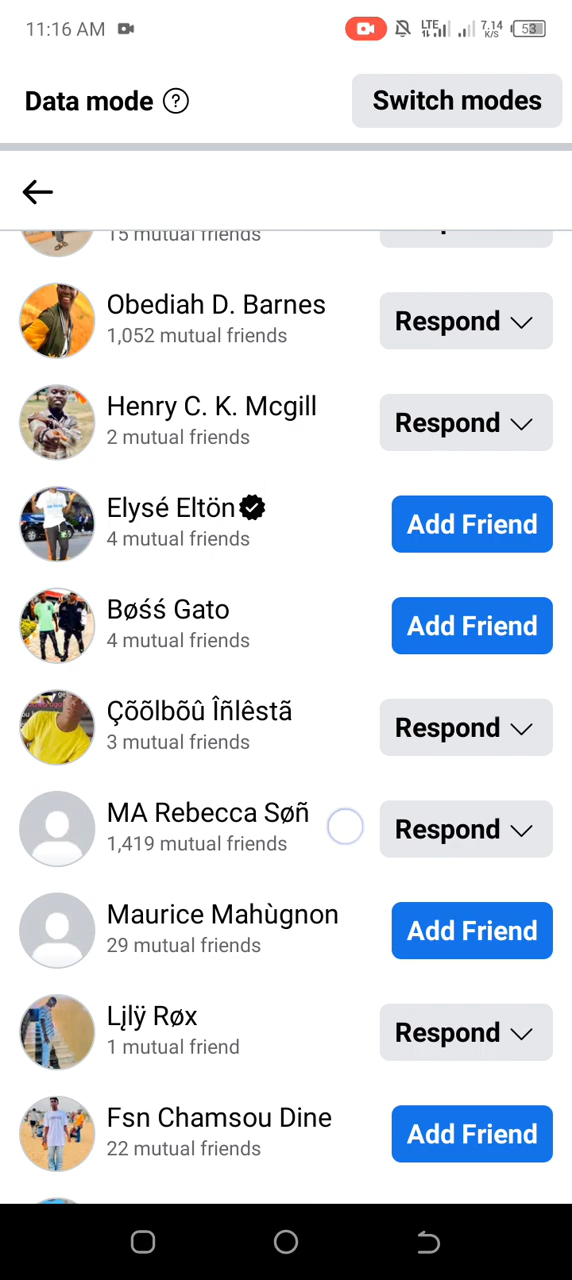 11:16 AM
LTE
7.14
K/S
53
Data mode ?
Switch modes
15 mutual friends
Obediah D. Barnes
1,052 mutual friends
Respond
Henry C. K. Mcgill
2 mutual friends
Respond
Elysé Eltön
4 mutual friends
Add Friend
Bøśś Gato
4 mutual friends
Add Friend
Çõõlbõû Îñlêstã
3 mutual friends
Respond
MA Rebecca Søñ
1,419 mutual friends
Respond
Maurice Mahùgnon
29 mutual friends
Add Friend
Lįlÿ Røx
1 mutual friend
Respond
Fsn Chamsou Dine
22 mutual friends
Add Friend